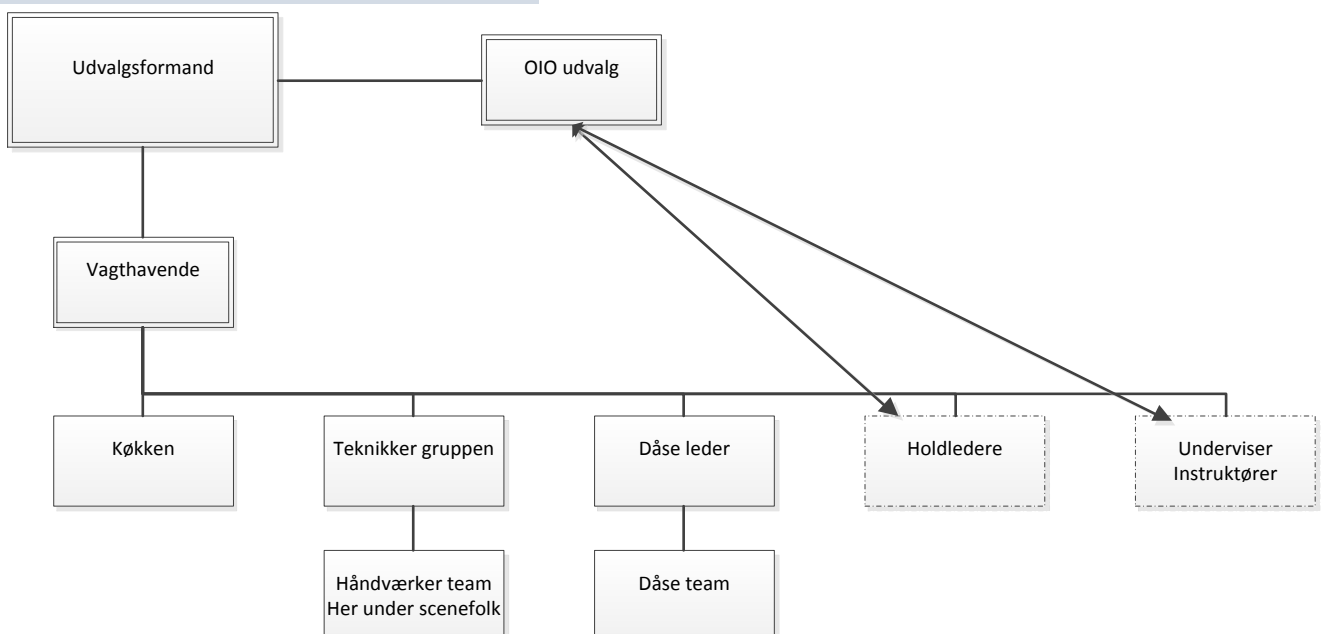 Udvalgsformand
OIO udvalg
Vagthavende
Køkken
Teknikker gruppen
Dåse leder
Holdledere
Underviser
Instruktører
Håndværker team
Her under scenefolk
Dåse team